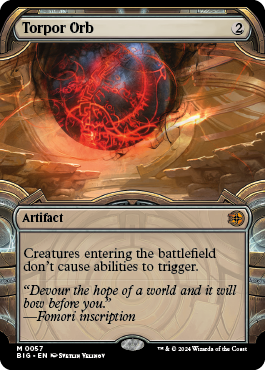 Torpor Orb 2
Artifact
Creatures entering the battlefield
don't cause abilities to trigger.
“Devour the hope of a world and it will
bow before you.”
—Fomori inscription
M 0057
BIG • EN Svetlin Velinov
™ & © 2024 Wizards of the Coast